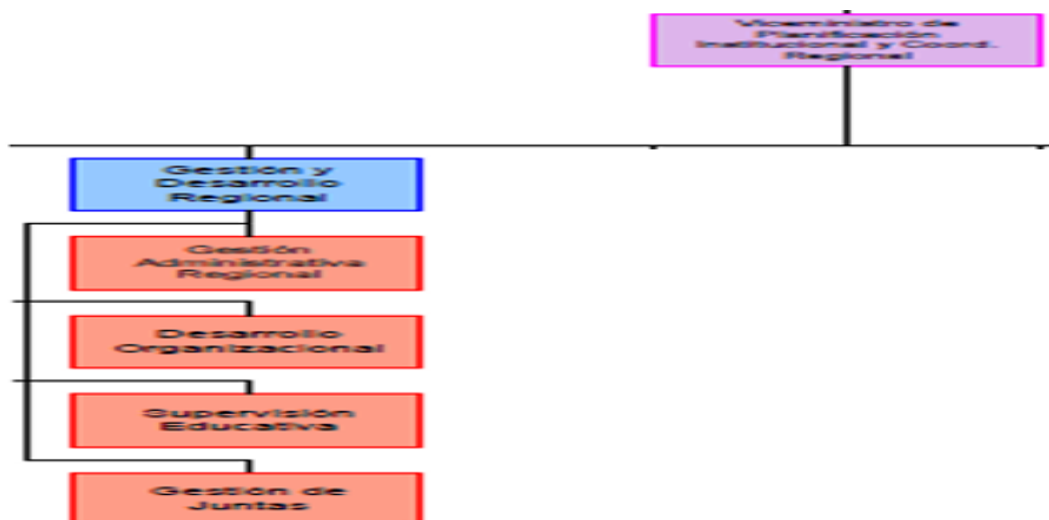 Viceministro de
Planificación
Institucional y Coord.
Regional
Gestión y
Desarrollo
Regional
Gestión
Administrativa
Regional
Desarrollo
Organizacional
Supervisión
Educativa
Gestión de
Juntas